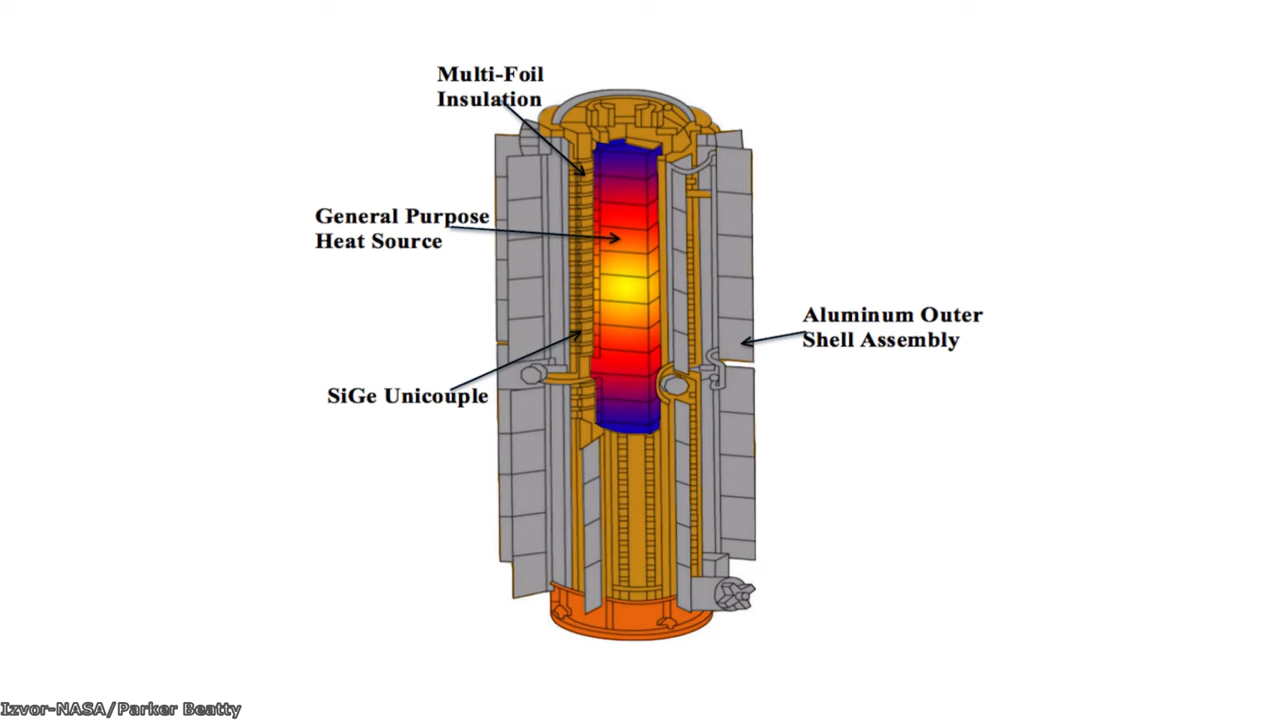 Multi-Foil
Insulation
General Purpose
Heat Source
Aluminum Outer
Shell Assembly
SiGe Unicouple
Izvor-NASA/Parker Beatty